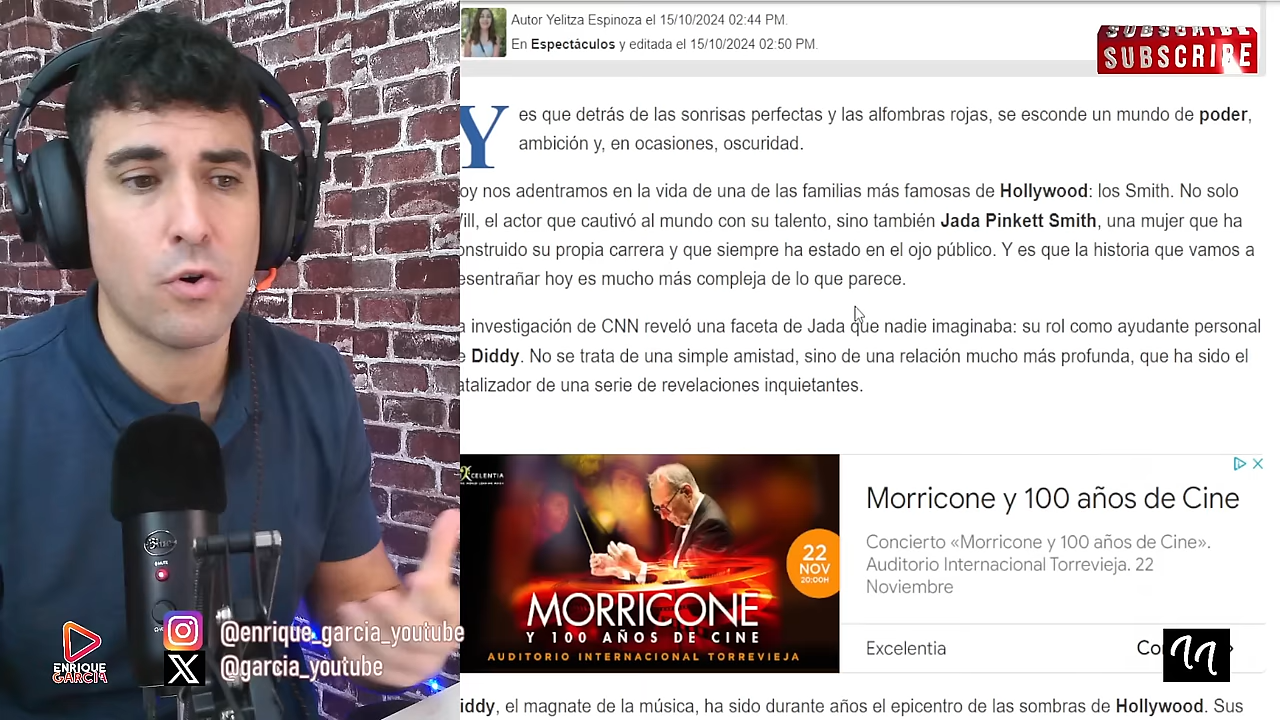 Autor Yelitza Espinoza el 15/10/2024 02:44 PM.
En Espectáculos y editada el 15/10/2024 02:50 PM.
SUBSCRIBE
SUBSCRIBE
Y es que detrás de las sonrisas perfectas y las alfombras rojas, se esconde un mundo de poder,
ambición y, en ocasiones, oscuridad.
oy nos adentramos en la vida de una de las familias más famosas de Hollywood: los Smith. No solo
ill, el actor que cautivó al mundo con su talento, sino también Jada Pinkett Smith, una mujer que ha
onstruido su propia carrera y que siempre ha estado en el ojo público. Y es que la historia que vamos a
esentrañar hoy es mucho más compleja de lo que parece.
a investigación de CNN reveló una faceta de Jada que nadie imaginaba: su rol como ayudante personal
e Diddy. No se trata de una simple amistad, sino de una relación mucho más profunda, que ha sido el
atalizador de una serie de revelaciones inquietantes.
XCELENTIA
22
NOV
20:00H
MORRICONE
Y 100 AÑOS DE CINE
AUDITORIO INTERNACIONAL TORREVIEJA
Morricone y 100 años de Cine
Concierto «Morricone y 100 años de Cine».
Auditorio Internacional Torrevieja. 22
Noviembre
Excelentia
Co
iddy, el magnate de la música, ha sido durante años el epicentro de las sombras de Hollywood. Sus
Blue
MUTE
ENRIQUE
GARCIA
@enrique_garcia_youtube
@garcia_youtube